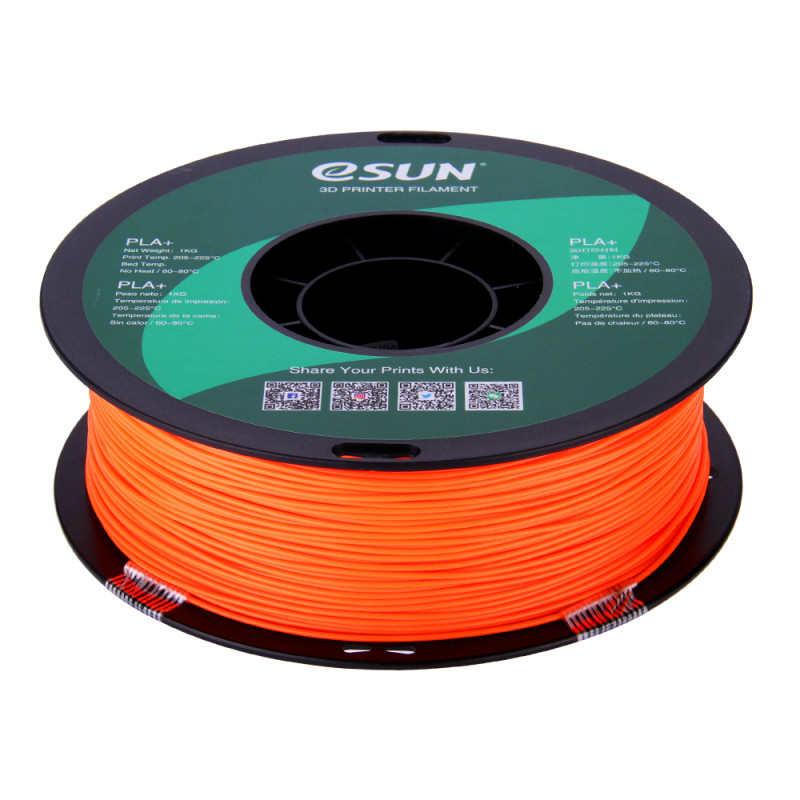 eSUN®
3D PRINTER FILAMENT
PLA+
Net Weight: 1KG
Print Temp. 205-225°C
Bed Temp.
No Heat / 60-80°C
PLA+
Peso neto: 1KG
Temperatura de impresión:
205-225°C
Temperatura de la cama:
Sin calor / 60-80°C
PLA+
3D打印材料
净 重: 1KG
打印温度: 205-225°C
底板温度: 不加热 / 60-80°C
PLA+
Poids net: 1KG
Température d'impression:
205-225°C
Température du plateau:
Pas de chaleur / 60-80°C
Share Your Prints With Us: